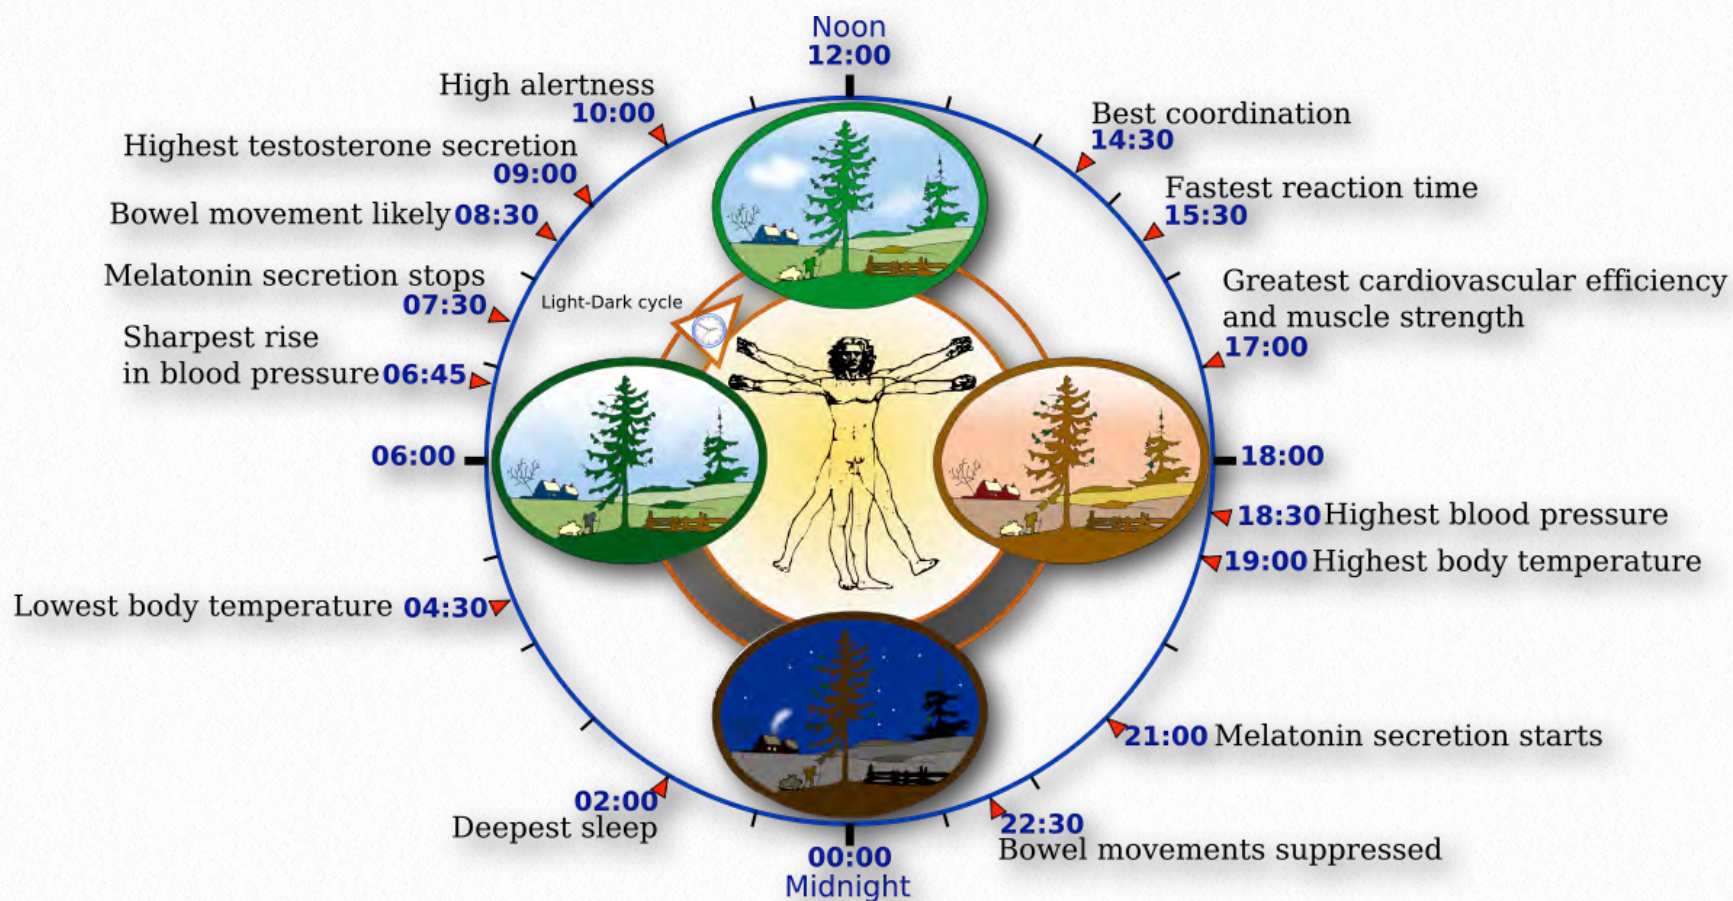 Noon
12:00
High alertness
10:00
Best coordination
14:30
Highest testosterone secretion
09:00
Fastest reaction time
15:30
Bowel movement likely 08:30
Melatonin secretion stops
07:30
Light-Dark cycle
Greatest cardiovascular efficiency
and muscle strength
17:00
Sharpest rise
in blood pressure 06:45
06:00
18:00
18:30 Highest blood pressure
19:00 Highest body temperature
Lowest body temperature 04:30
21:00 Melatonin secretion starts
02:00
Deepest sleep
22:30
Bowel movements suppressed
00:00
Midnight